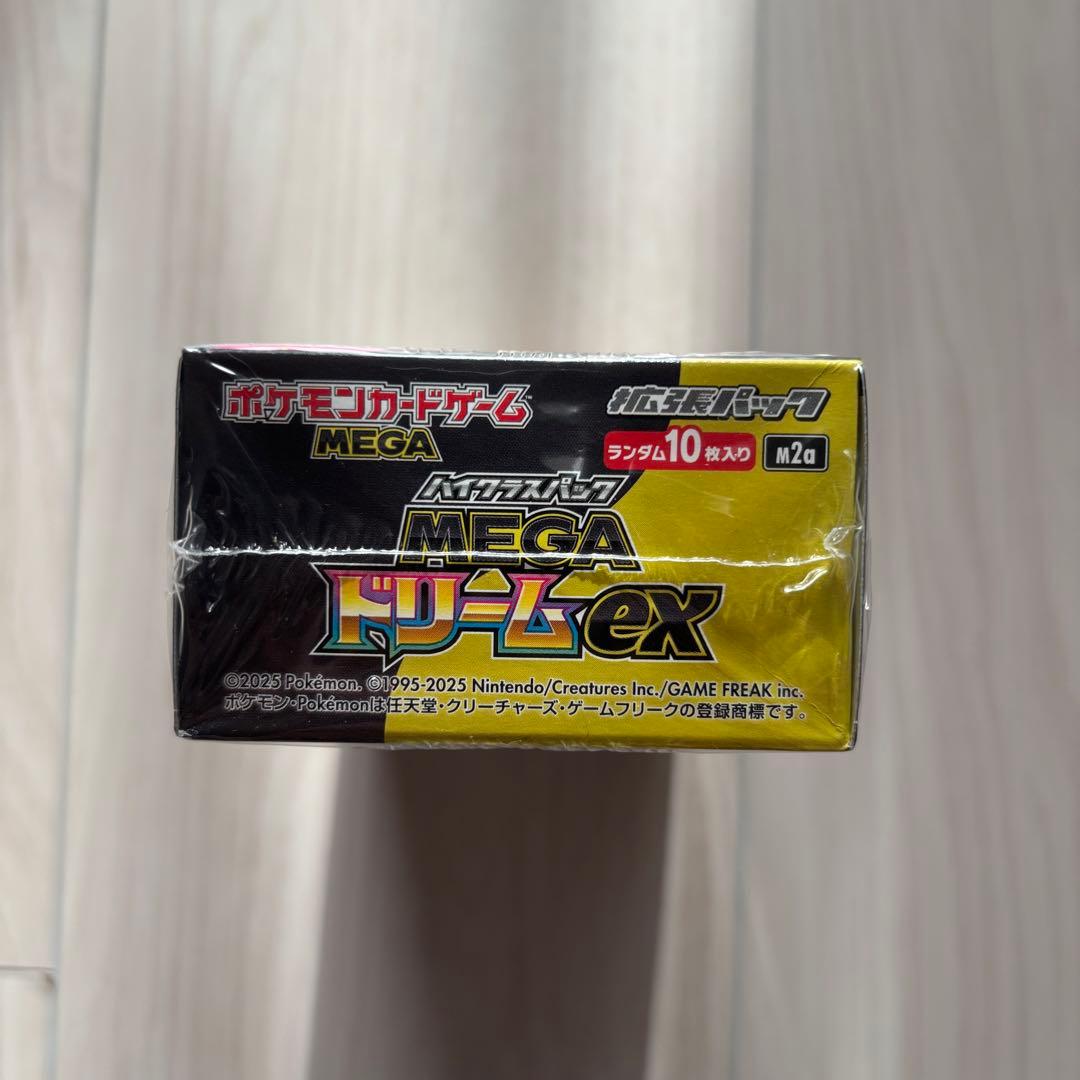 ポケモンカードゲーム
MEGA
拡張パック
ランダム10枚入り M2a
ハイクラスパック
MEGA
ドリームex
©2025 Pokémon. ©1995-2025 Nintendo/Creatures Inc./GAME FREAK inc.
ポケモン・Pokémonは任天堂・クリーチャーズ・ゲームフリークの登録商標です。